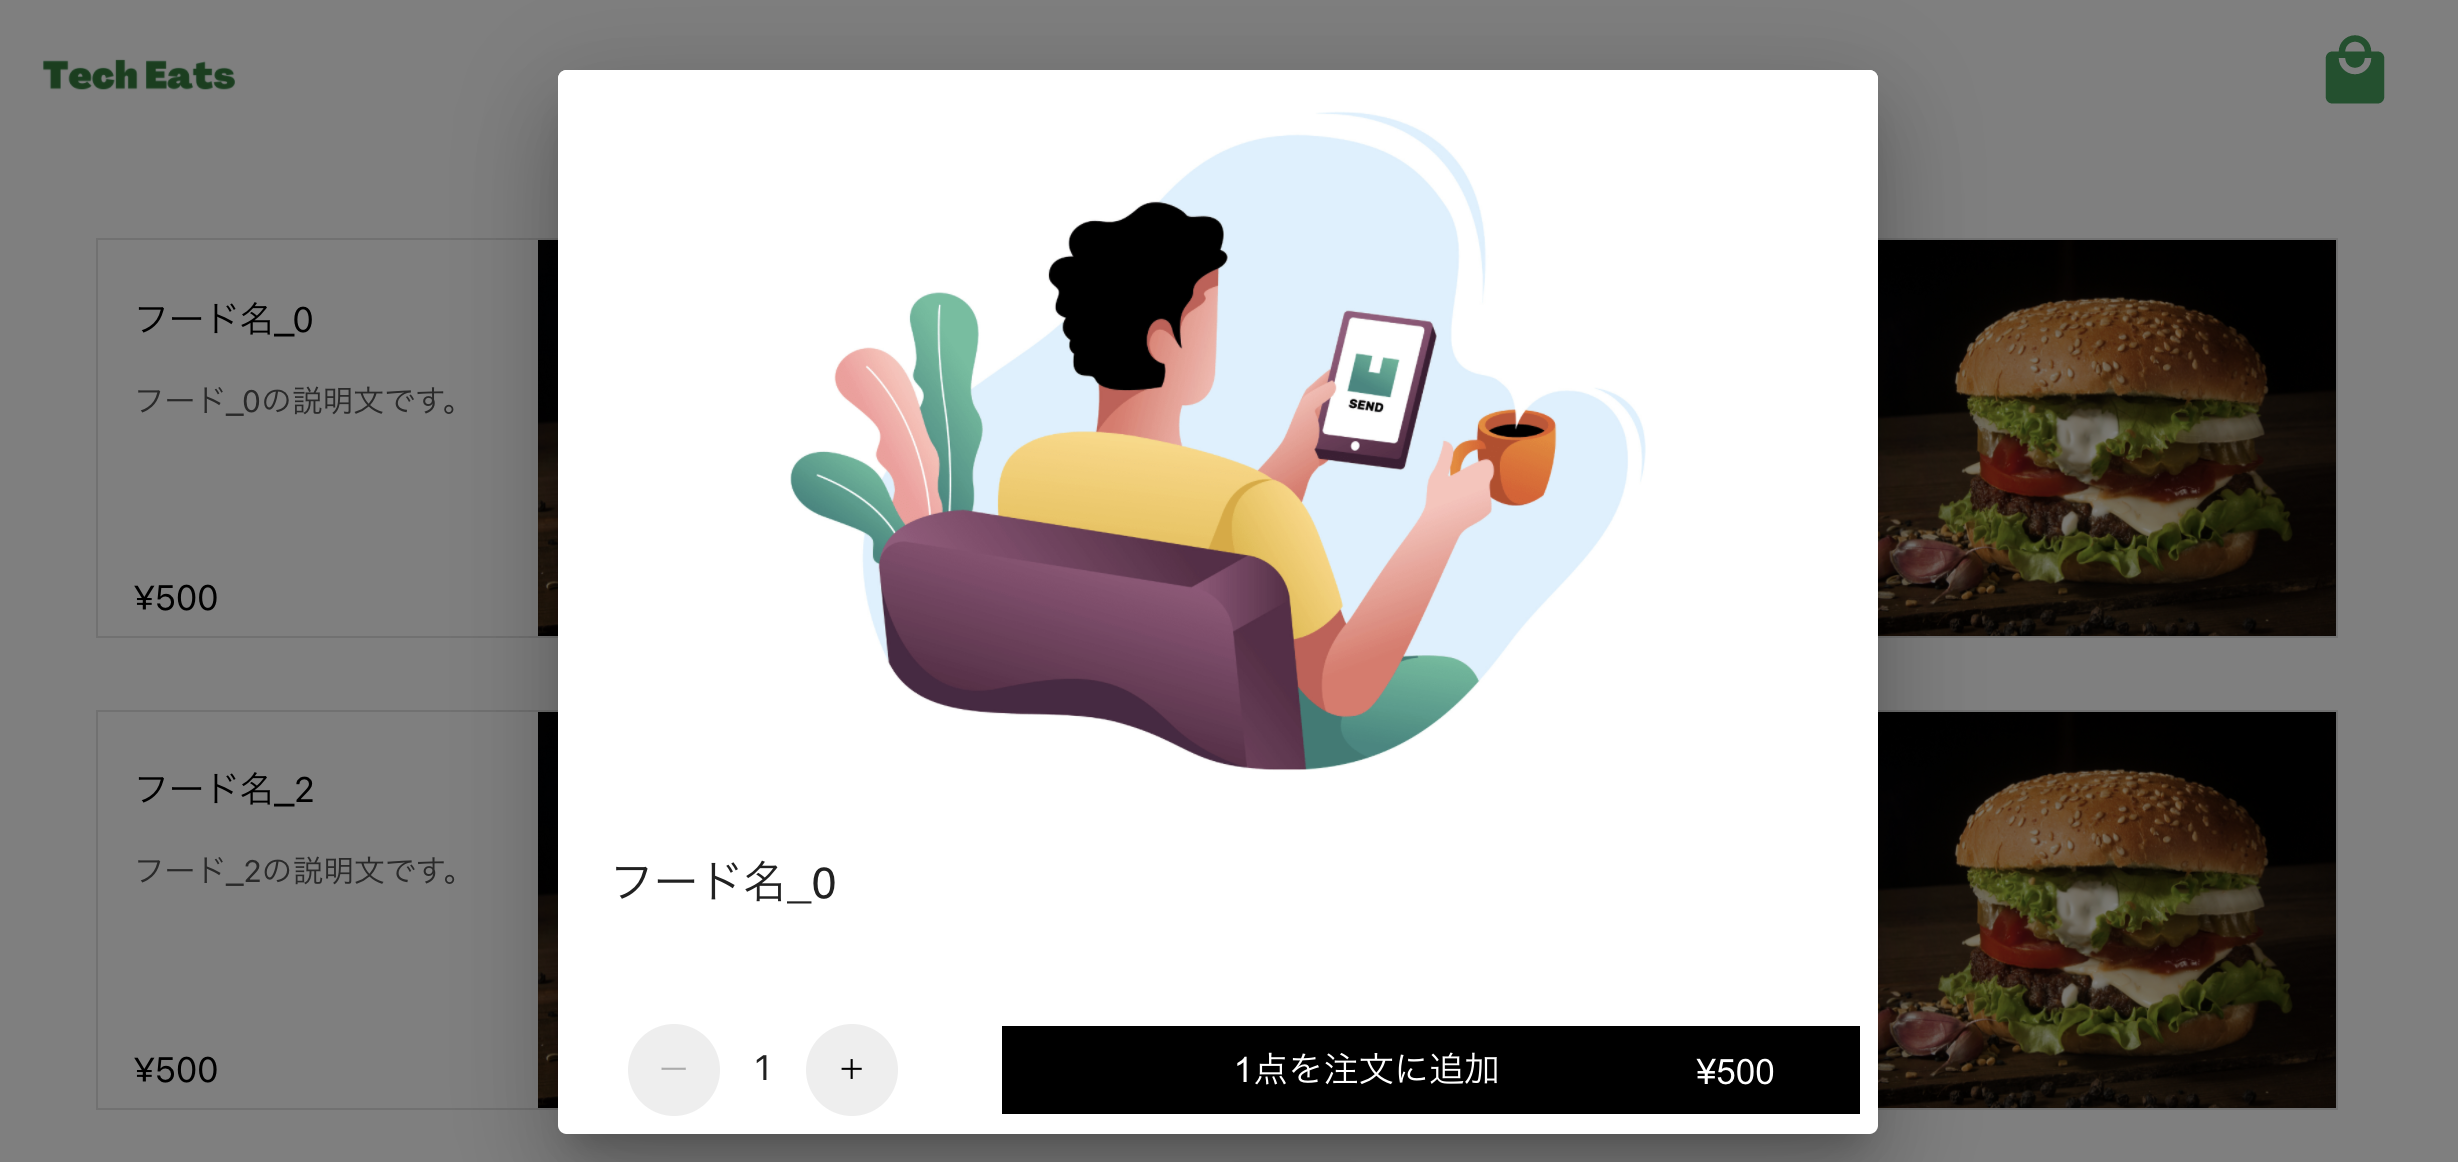 Tech Eats
フード名_0
フード_0の説明文です。
¥500
フード名_2
フード_2の説明文です。
¥500
SEND
フード名_0
1
1点を注文に追加 ¥500